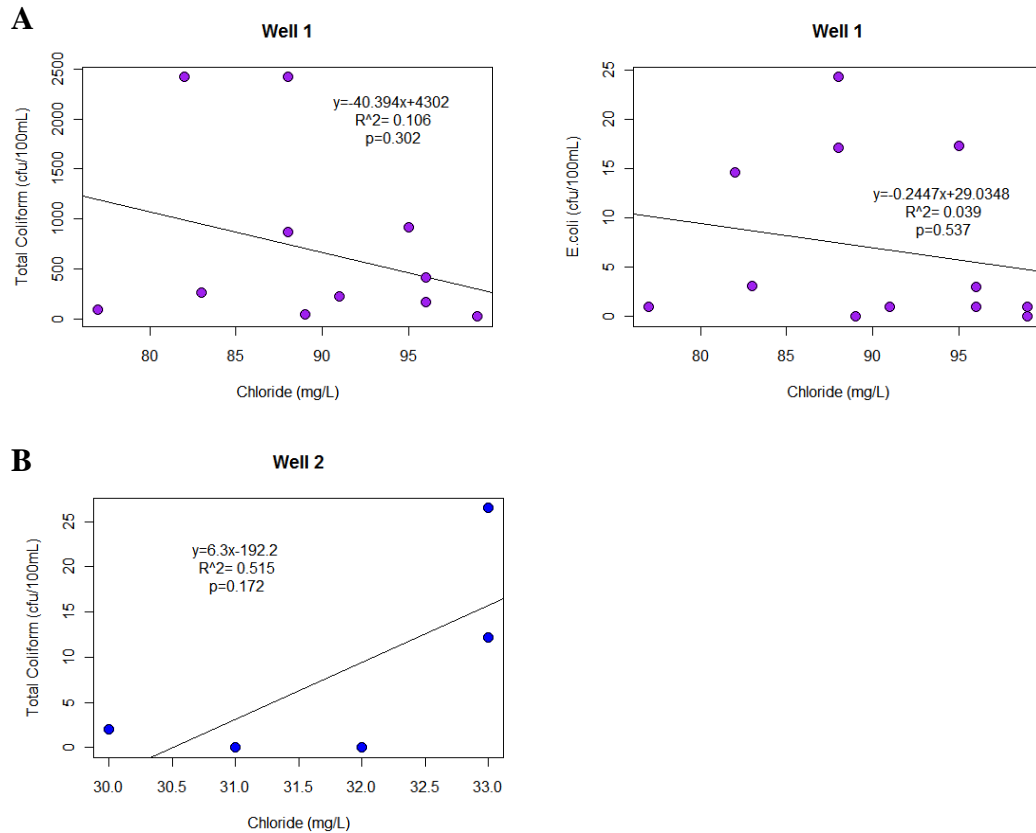 A
Well 1
Total Coliform (cfu/100mL)
2500
2000
1500
1000
500
0
y=-40.394x+4302
R^2= 0.106
p=0.302
80
85
90
95
Chloride (mg/L)
Well 1
E.coli (cfu/100mL)
25
20
15
10
5
0
y=-0.2447x+29.0348
R^2= 0.039
p=0.537
80
85
90
95
Chloride (mg/L)
B
Well 2
Total Coliform (cfu/100mL)
25
20
15
10
5
0
y=6.3x-192.2
R^2= 0.515
p=0.172
30.0
30.5
31.0
31.5
32.0
32.5
33.0
Chloride (mg/L)